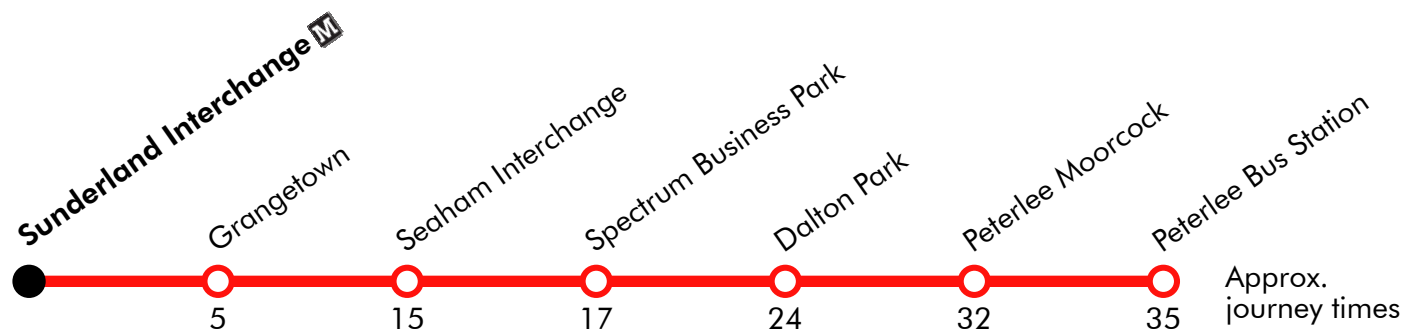 Sunderland Interchange M
Grangetown
Seaham Interchange
Spectrum Business Park
Dalton Park
Peterlee Moorcock
Peterlee Bus Station
5 15 17 24 32 35
Approx.
journey times